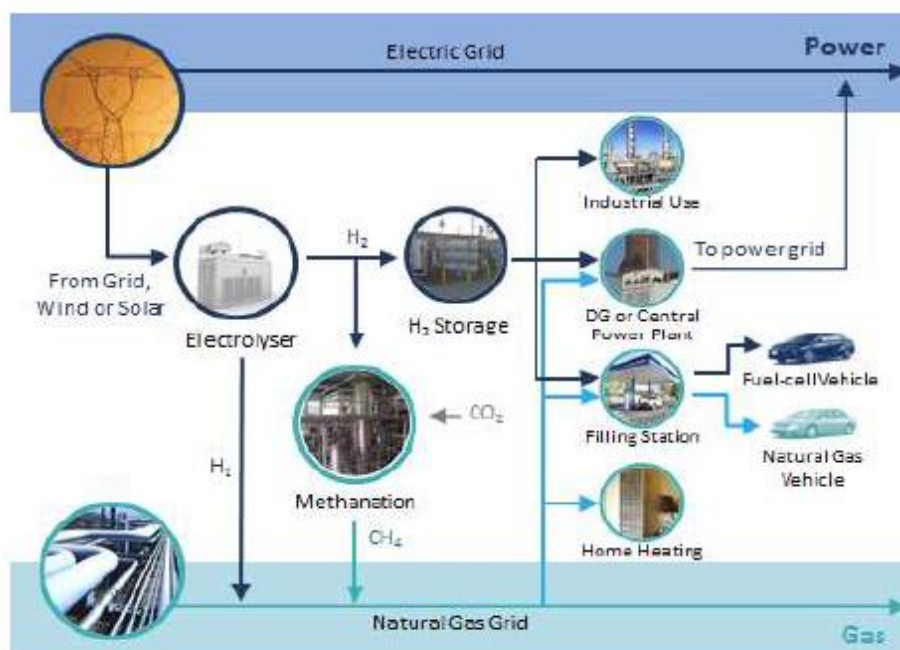 Electric Grid
Power
From Grid,
Wind or Solar
Electrolyser
H₂
H₂ Storage
Industrial Use
DG or Central
Power Plant
To power grid
Filling Station
Fuel-cell Vehicle
Natural Gas
Vehicle
Home Heating
H₂
Methanation
CO₂
CH₄
Natural Gas Grid
Gas